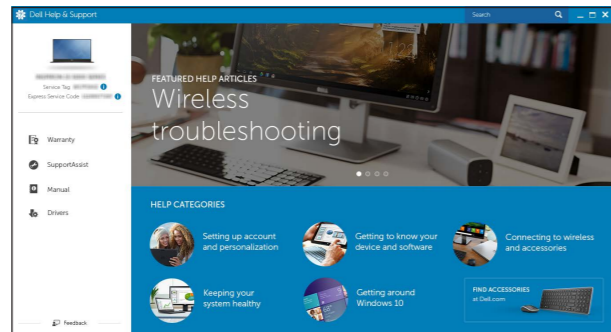 Dell Help & Support
Search
Service Tag
Express Service Code
Warranty
SupportAssist
Manual
Drivers
Feedback
FEATURED HELP ARTICLES
Wireless
troubleshooting
HELP CATEGORIES
Setting up account
and personalization
Getting to know your
device and software
Connecting to wireless
and accessories
Keeping your
system healthy
Getting around
Windows 10
FIND ACCESSORIES
at Dell.com